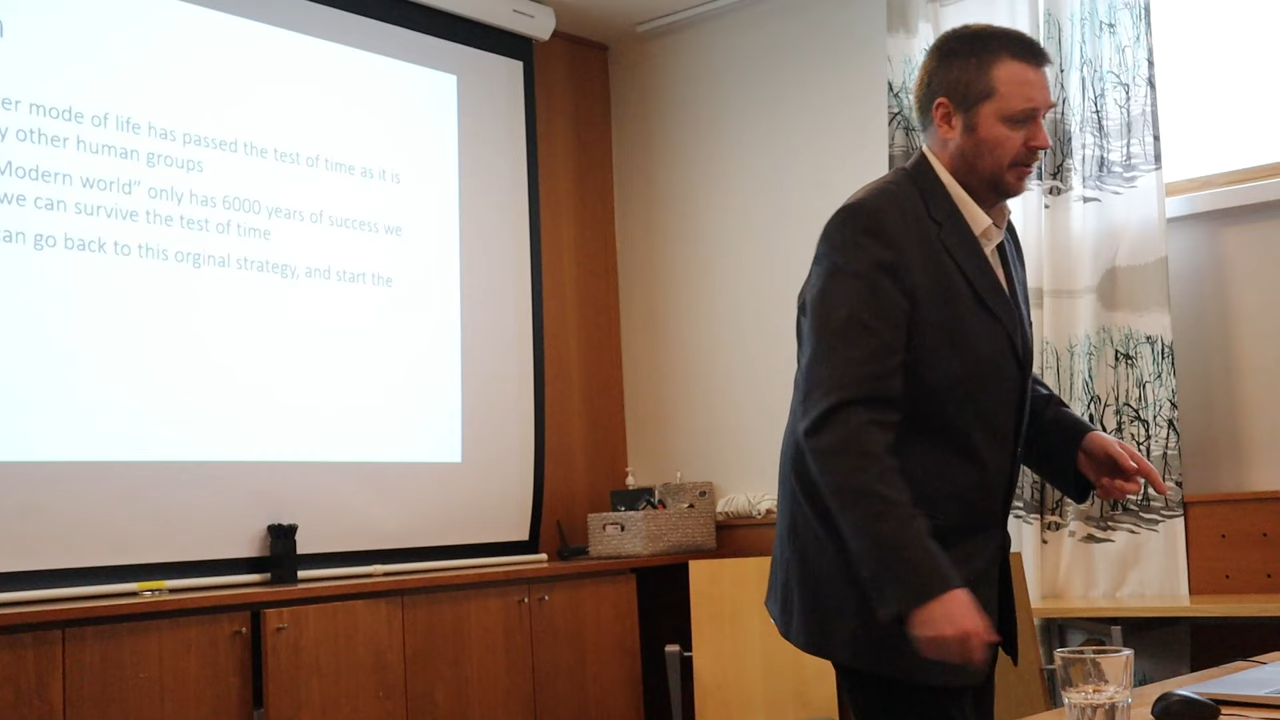 n
er mode of life has passed the test of time as it is
y other human groups
Modern world” only has 6000 years of success we
we can survive the test of time
can go back to this orginal strategy, and start the